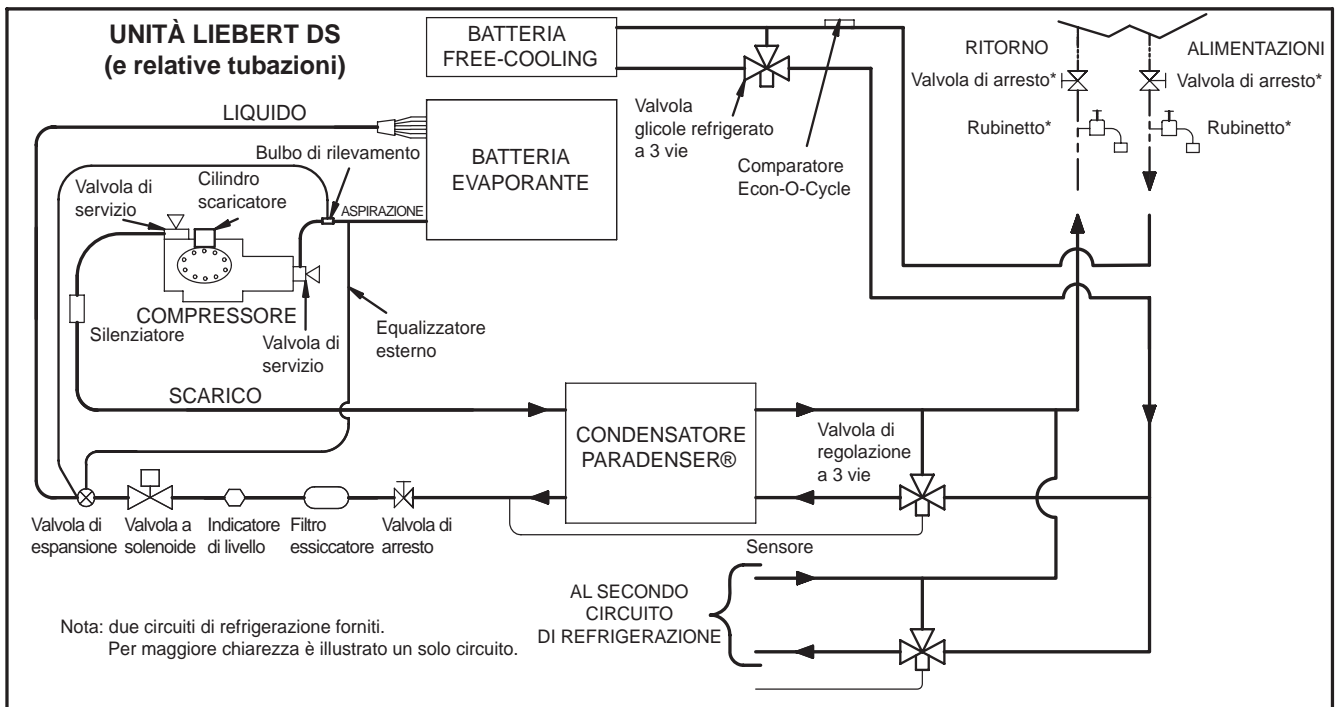 UNITÀ LIEBERT DS
(e relative tubazioni)
BATTERIA
FREE-COOLING
RITORNO
ALIMENTAZIONI
Valvola di arresto*
Valvola di arresto*
Rubinetto*
Rubinetto*
LIQUIDO
Valvola
glicole refrigerato
a 3 vie
Comparatore
Econ-O-Cycle
Bulbo di rilevamento
BATTERIA
EVAPORANTE
Valvola di
servizio
Cilindro
scaricatore
ASPIRAZIONE
COMPRESSORE
Silenziatore
Valvola di
servizio
Equalizzatore
esterno
SCARICO
CONDENSATORE
PARADENSER®
Valvola di
regolazione
a 3 vie
Valvola di
espansione
Valvola a
solenoide
Indicatore
di livello
Filtro
essiccatore
Valvola di
arresto
Sensore
AL SECONDO
CIRCUITO
DI REFRIGERAZIONE
Nota: due circuiti di refrigerazione forniti.
Per maggiore chiarezza è illustrato un solo circuito.